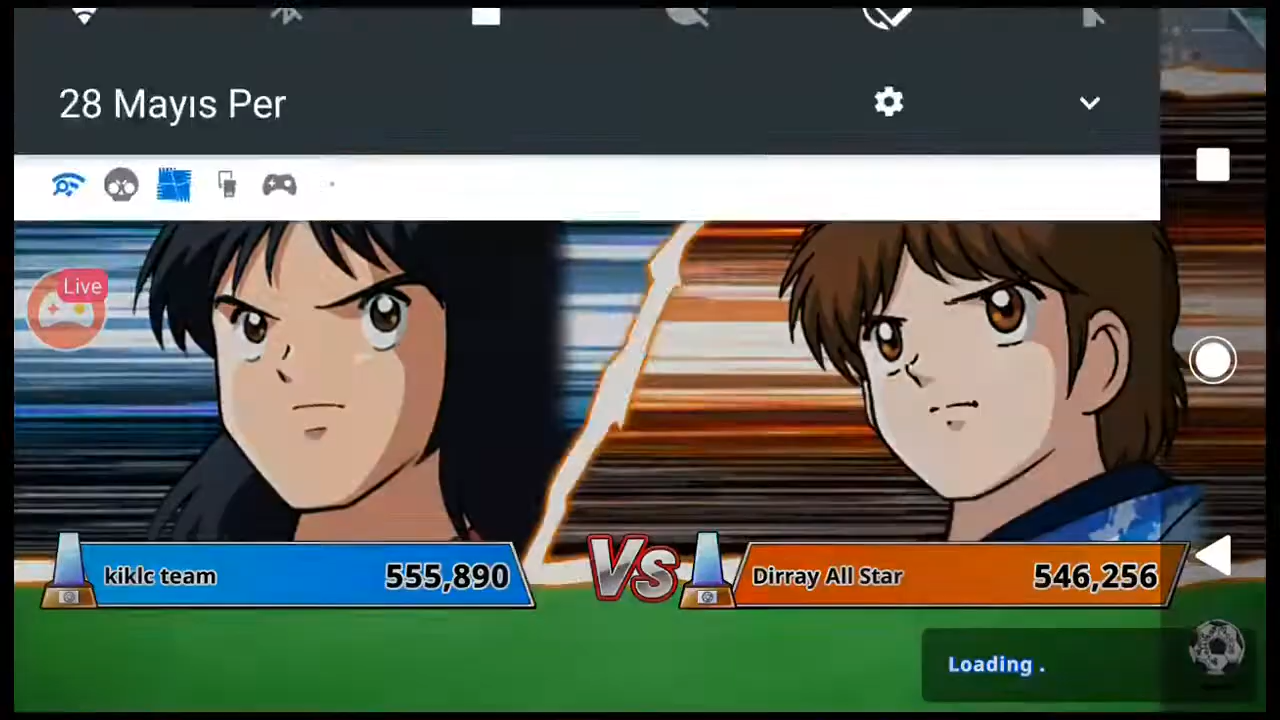 28 Mayıs Per
Live
kiklc team
555,890
VS
Dirray All Star
546,256
Loading .